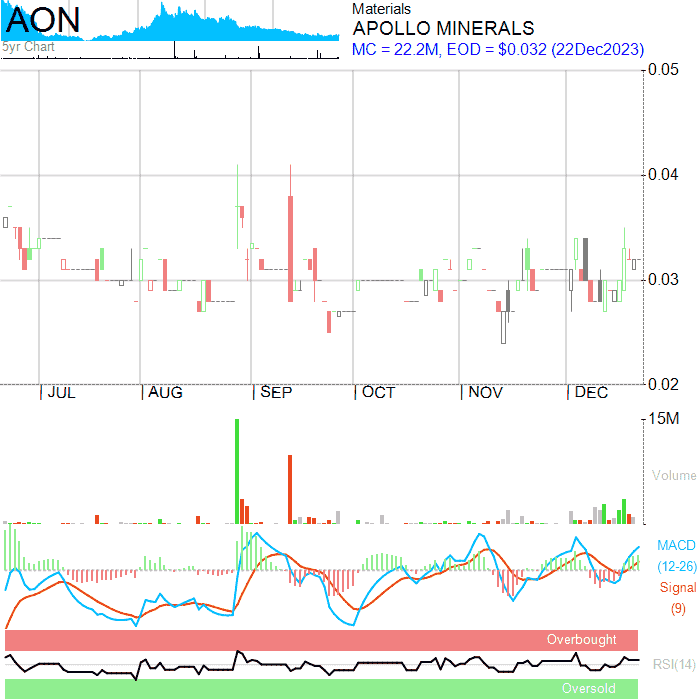 AON
5yr Chart
Materials
APOLLO MINERALS
MC = 22.2M, EOD = $0.032 (22Dec2023)
0.05
0.04
0.03
0.02
JUL AUG SEP OCT NOV DEC
15M
Volume
MACD
(12-26)
Signal
(9)
Overbought
RSI(14)
Oversold